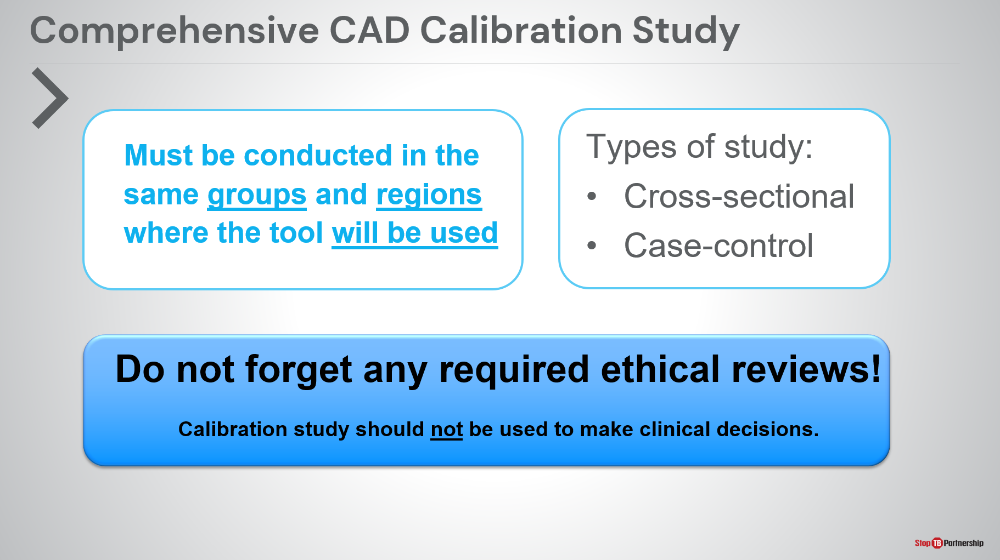 Comprehensive CAD Calibration Study
Must be conducted in the
same groups and regions
where the tool will be used
Types of study:
• Cross-sectional
• Case-control
Do not forget any required ethical reviews!
Calibration study should not be used to make clinical decisions.
Stop TB Partnership